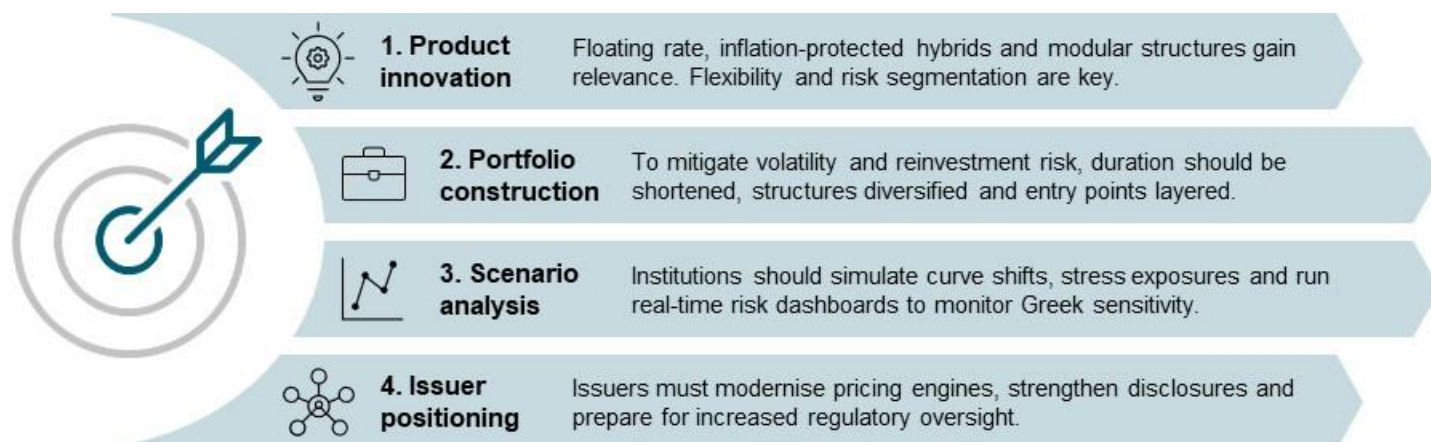 1. Product
innovation
Floating rate, inflation-protected hybrids and modular structures gain
relevance. Flexibility and risk segmentation are key.
2. Portfolio
construction
To mitigate volatility and reinvestment risk, duration should be
shortened, structures diversified and entry points layered.
3. Scenario
analysis
Institutions should simulate curve shifts, stress exposures and run
real-time risk dashboards to monitor Greek sensitivity.
4. Issuer
positioning
Issuers must modernise pricing engines, strengthen disclosures and
prepare for increased regulatory oversight.